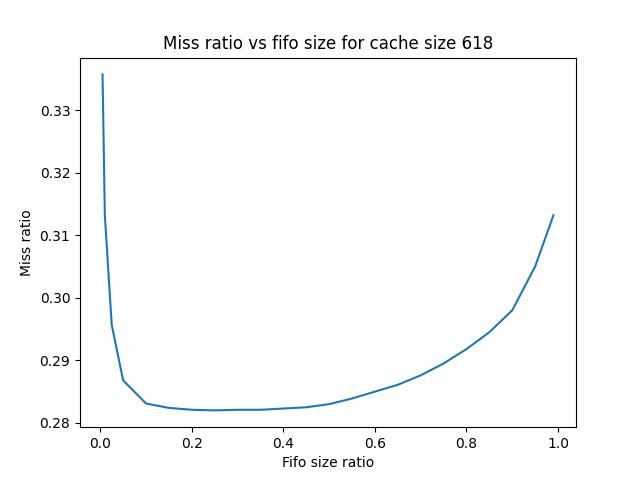 Miss ratio vs fifo size for cache size 618
0.33
0.32
0.31
0.30
0.29
0.28
Miss ratio
0.0 0.2 0.4 0.6 0.8 1.0
Fifo size ratio